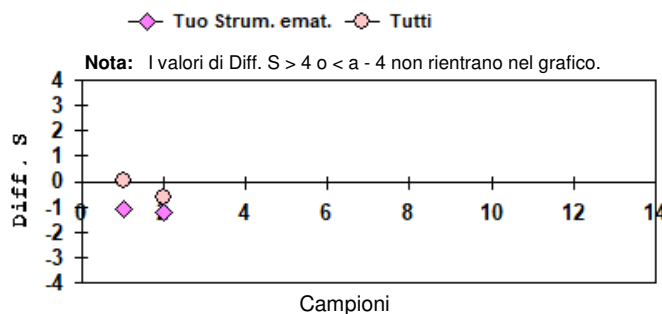 Tuo Strum. emat. Tutti
Nota: I valori di Diff. S > 4 o < a - 4 non rientrano nel grafico.
4
3
2
1
0
-1
-2
-3
-4
Diff. S
0 2 4 6 8 10 12 14
Campioni